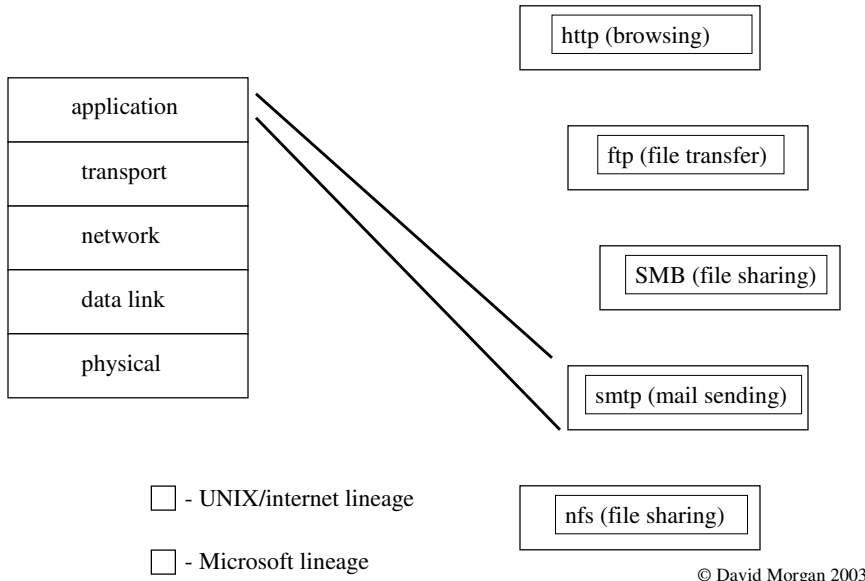 application
transport
network
data link
physical
http (browsing)
ftp (file transfer)
SMB (file sharing)
smtp (mail sending)
nfs (file sharing)
- UNIX/internet lineage
- Microsoft lineage
© David Morgan 2003